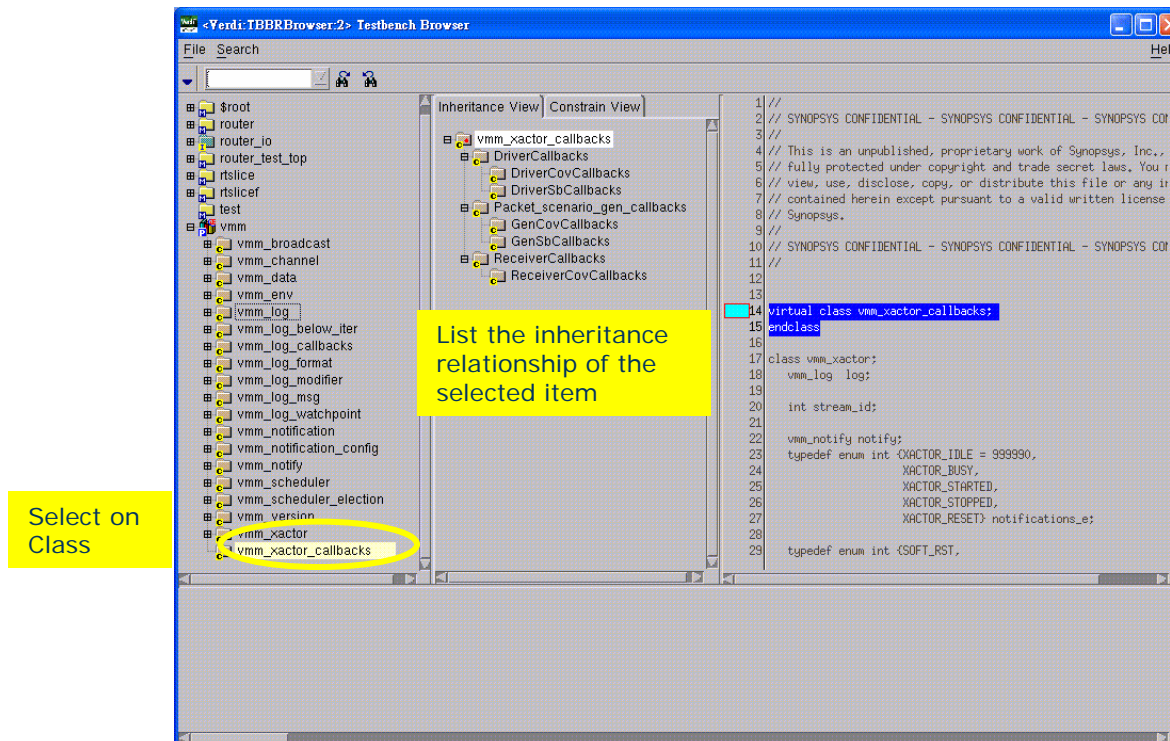 <Verdi:TBBRBrowser:2> Testbench Browser
File Search
Hel
$root
router
router_io
router_test_top
rtslice
rtslicef
test
vmm
vmm_broadcast
vmm_channel
vmm_data
vmm_env
vmm_log
vmm_log_below_iter
vmm_log_callbacks
vmm_log_format
vmm_log_modifier
vmm_log_msg
vmm_log_watchpoint
vmm_notification
vmm_notification_config
vmm_notify
vmm_scheduler
vmm_scheduler_election
vmm_version
vmm_xactor
vmm_xactor_callbacks
Select on
Class
Inheritance View Constrain View
vmm_xactor_callbacks
DriverCallbacks
DriverCovCallbacks
DriverSbCallbacks
Packet_scenario_gen_callbacks
GenCovCallbacks
GenSbCallbacks
ReceiverCallbacks
ReceiverCovCallbacks
List the inheritance
relationship of the
selected item
1 //
2 // SYNOPSYS CONFIDENTIAL - SYNOPSYS CONFIDENTIAL - SYNOPSYS CON
3 //
4 // This is an unpublished, proprietary work of Synopsys, Inc.,
5 // fully protected under copyright and trade secret laws. You
6 // view, use, disclose, copy, or distribute this file or any
7 // contained herein except pursuant to a valid written license
8 // Synopsys.
9 //
10 // SYNOPSYS CONFIDENTIAL - SYNOPSYS CONFIDENTIAL - SYNOPSYS CON
11 //
12
13
14 virtual class vmm_xactor_callbacks;
15 endclass
16
17 class vmm_xactor;
18 vmm_log log;
19
20 int stream_id;
21
22 vmm_notify notify;
23 typedef enum int {XACTOR_IDLE = 999990,
24 XACTOR_BUSY,
25 XACTOR_STARTED,
26 XACTOR_STOPPED,
27 XACTOR_RESET} notifications_e;
28
29 typedef enum int {SOFT_RST,